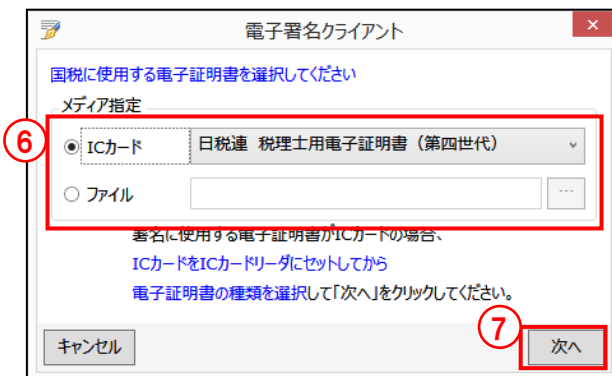 電子署名クライアント
×
国税に使用する電子証明書を選択してください
メディア指定
⑥
ICカード 日税連 税理士用電子証明書（第四世代）
ファイル ...
署名に使用する電子証明書がICカードの場合、
ICカードをICカードリーダにセットしてから
電子証明書の種類を選択して「次へ」をクリックしてください。
⑦
キャンセル 次へ